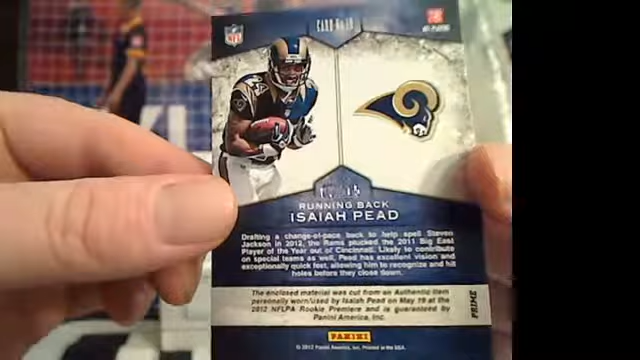 NFL
RUNNING BACK
ISAIAH PEAD
Drafting a change-of-pace back to help spell Steven
Jackson in 2012, the Rams plucked the 2011 Big East
Player of the Year out of Cincinnati. Likely to contribute
on special teams as well, Pead has excellent vision and
exceptionally quick feet, allowing him to recognize and hit
holes before they close down.
The enclosed material was cut from an Authentic item
personally worn/used by Isaiah Pead on May 19 at the
2012 NFLPA Rookie Premiere and is guaranteed by
Panini America, Inc.
PRIME
PANINI
© 2012 Panini America, Inc. Printed in the USA.